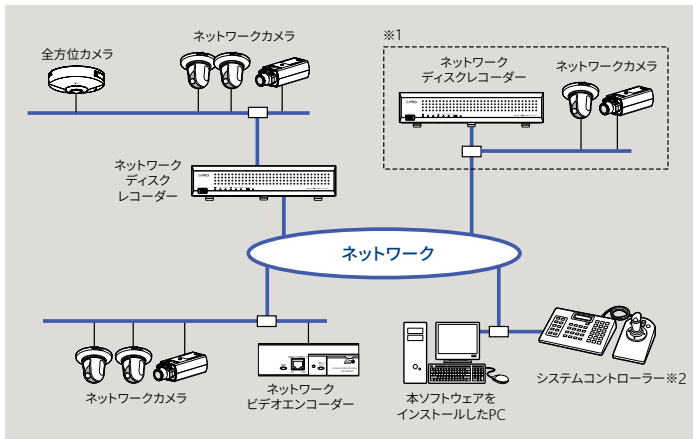 全方位カメラ
ネットワークカメラ
※1
ネットワーク
ディスクレコーダー
ネットワークカメラ
i-PRO
ネットワーク
ディスク
レコーダー
i-PRO
ネットワーク
ネットワークカメラ
ネットワーク
ビデオエンコーダー
本ソフトウェアを
インストールしたPC
システムコントローラー※2